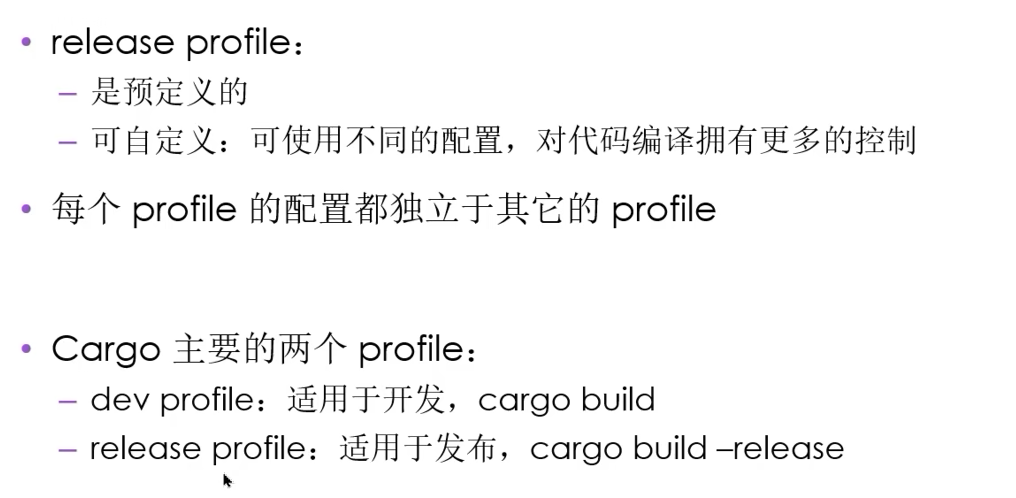 • release profile：
– 是预定义的
– 可自定义：可使用不同的配置，对代码编译拥有更多的控制
• 每个 profile 的配置都独立于其它的 profile
• Cargo 主要的两个 profile：
– dev profile：适用于开发，cargo build
– release profile：适用于发布，cargo build –release